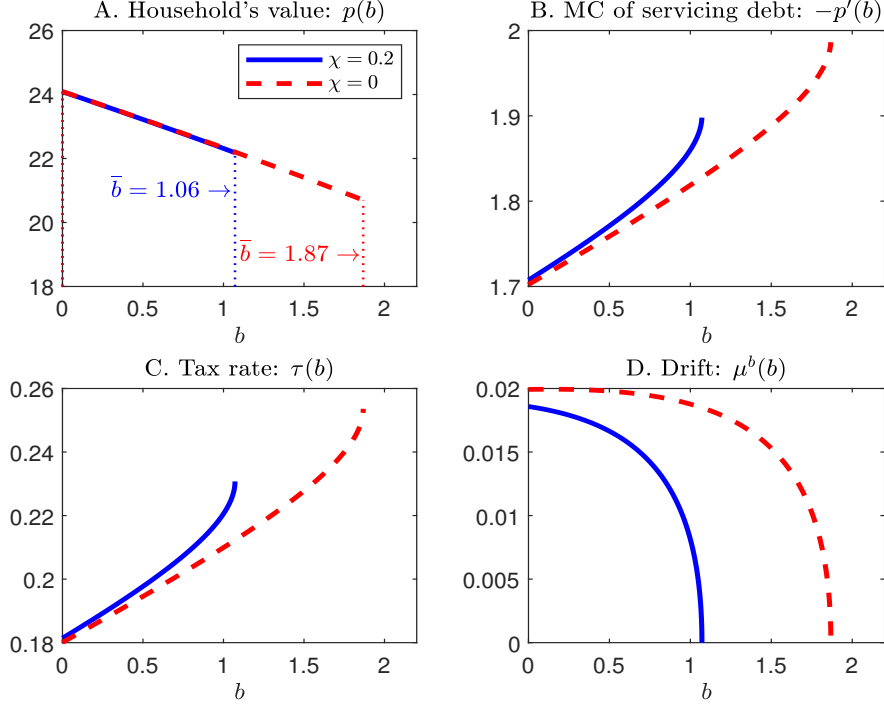 A. Household's value: p(b)
26
24
22
20
18
χ = 0.2
χ = 0
b̅ = 1.06 →
b̅ = 1.87 →
0 0.5 1 1.5 2
b
B. MC of servicing debt: −p′(b)
2
1.9
1.8
1.7
0 0.5 1 1.5 2
b
C. Tax rate: τ(b)
0.26
0.24
0.22
0.2
0.18
0 0.5 1 1.5 2
b
D. Drift: μᵇ(b)
0.02
0.015
0.01
0.005
0
0 0.5 1 1.5 2
b